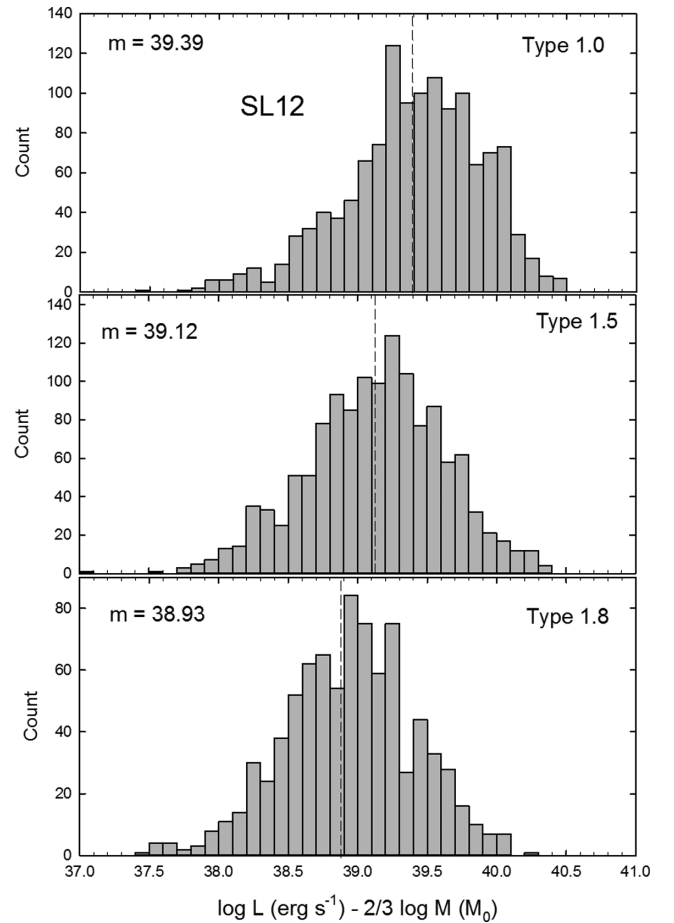 140
120
100
80
60
40
20
0
Count
m = 39.39
Type 1.0
SL12
140
120
100
80
60
40
20
0
Count
m = 39.12
Type 1.5
80
60
40
20
0
Count
m = 38.93
Type 1.8
37.0 37.5 38.0 38.5 39.0 39.5 40.0 40.5 41.0
log L (erg s⁻¹) - 2/3 log M (M₀)